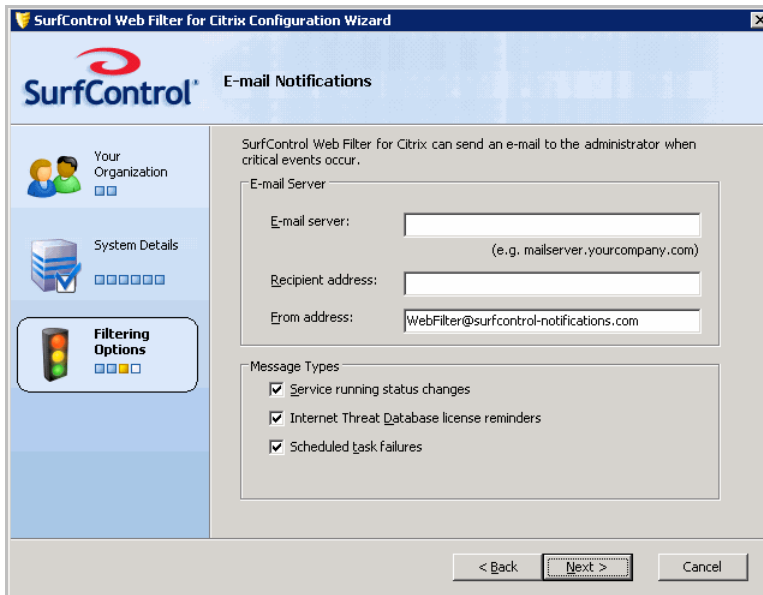 SurfControl Web Filter for Citrix Configuration Wizard
SurfControl
E-mail Notifications
Your
Organization
System Details
Filtering
Options
SurfControl Web Filter for Citrix can send an e-mail to the administrator when
critical events occur.
E-mail Server
E-mail server:
(e.g. mailserver.yourcompany.com)
Recipient address:
From address:
WebFilter@surfcontrol-notifications.com
Message Types
Service running status changes
Internet Threat Database license reminders
Scheduled task failures
< Back
Next >
Cancel